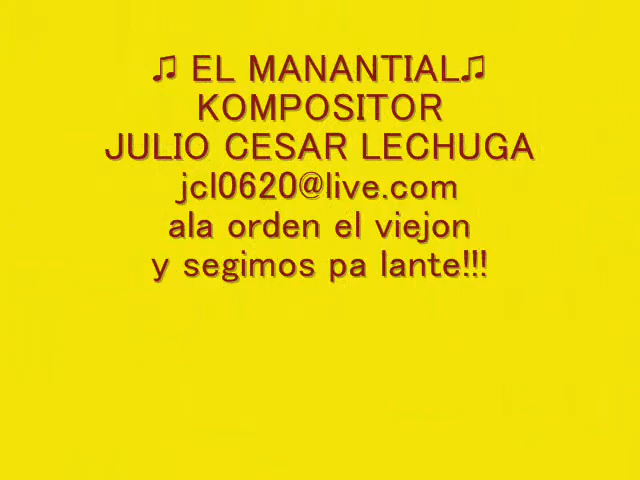 ♫ EL MANANTIAL♫
KOMPOSITOR
JULIO CESAR LECHUGA
jcl0620@live.com
ala orden el viejon
y segimos pa lante!!!